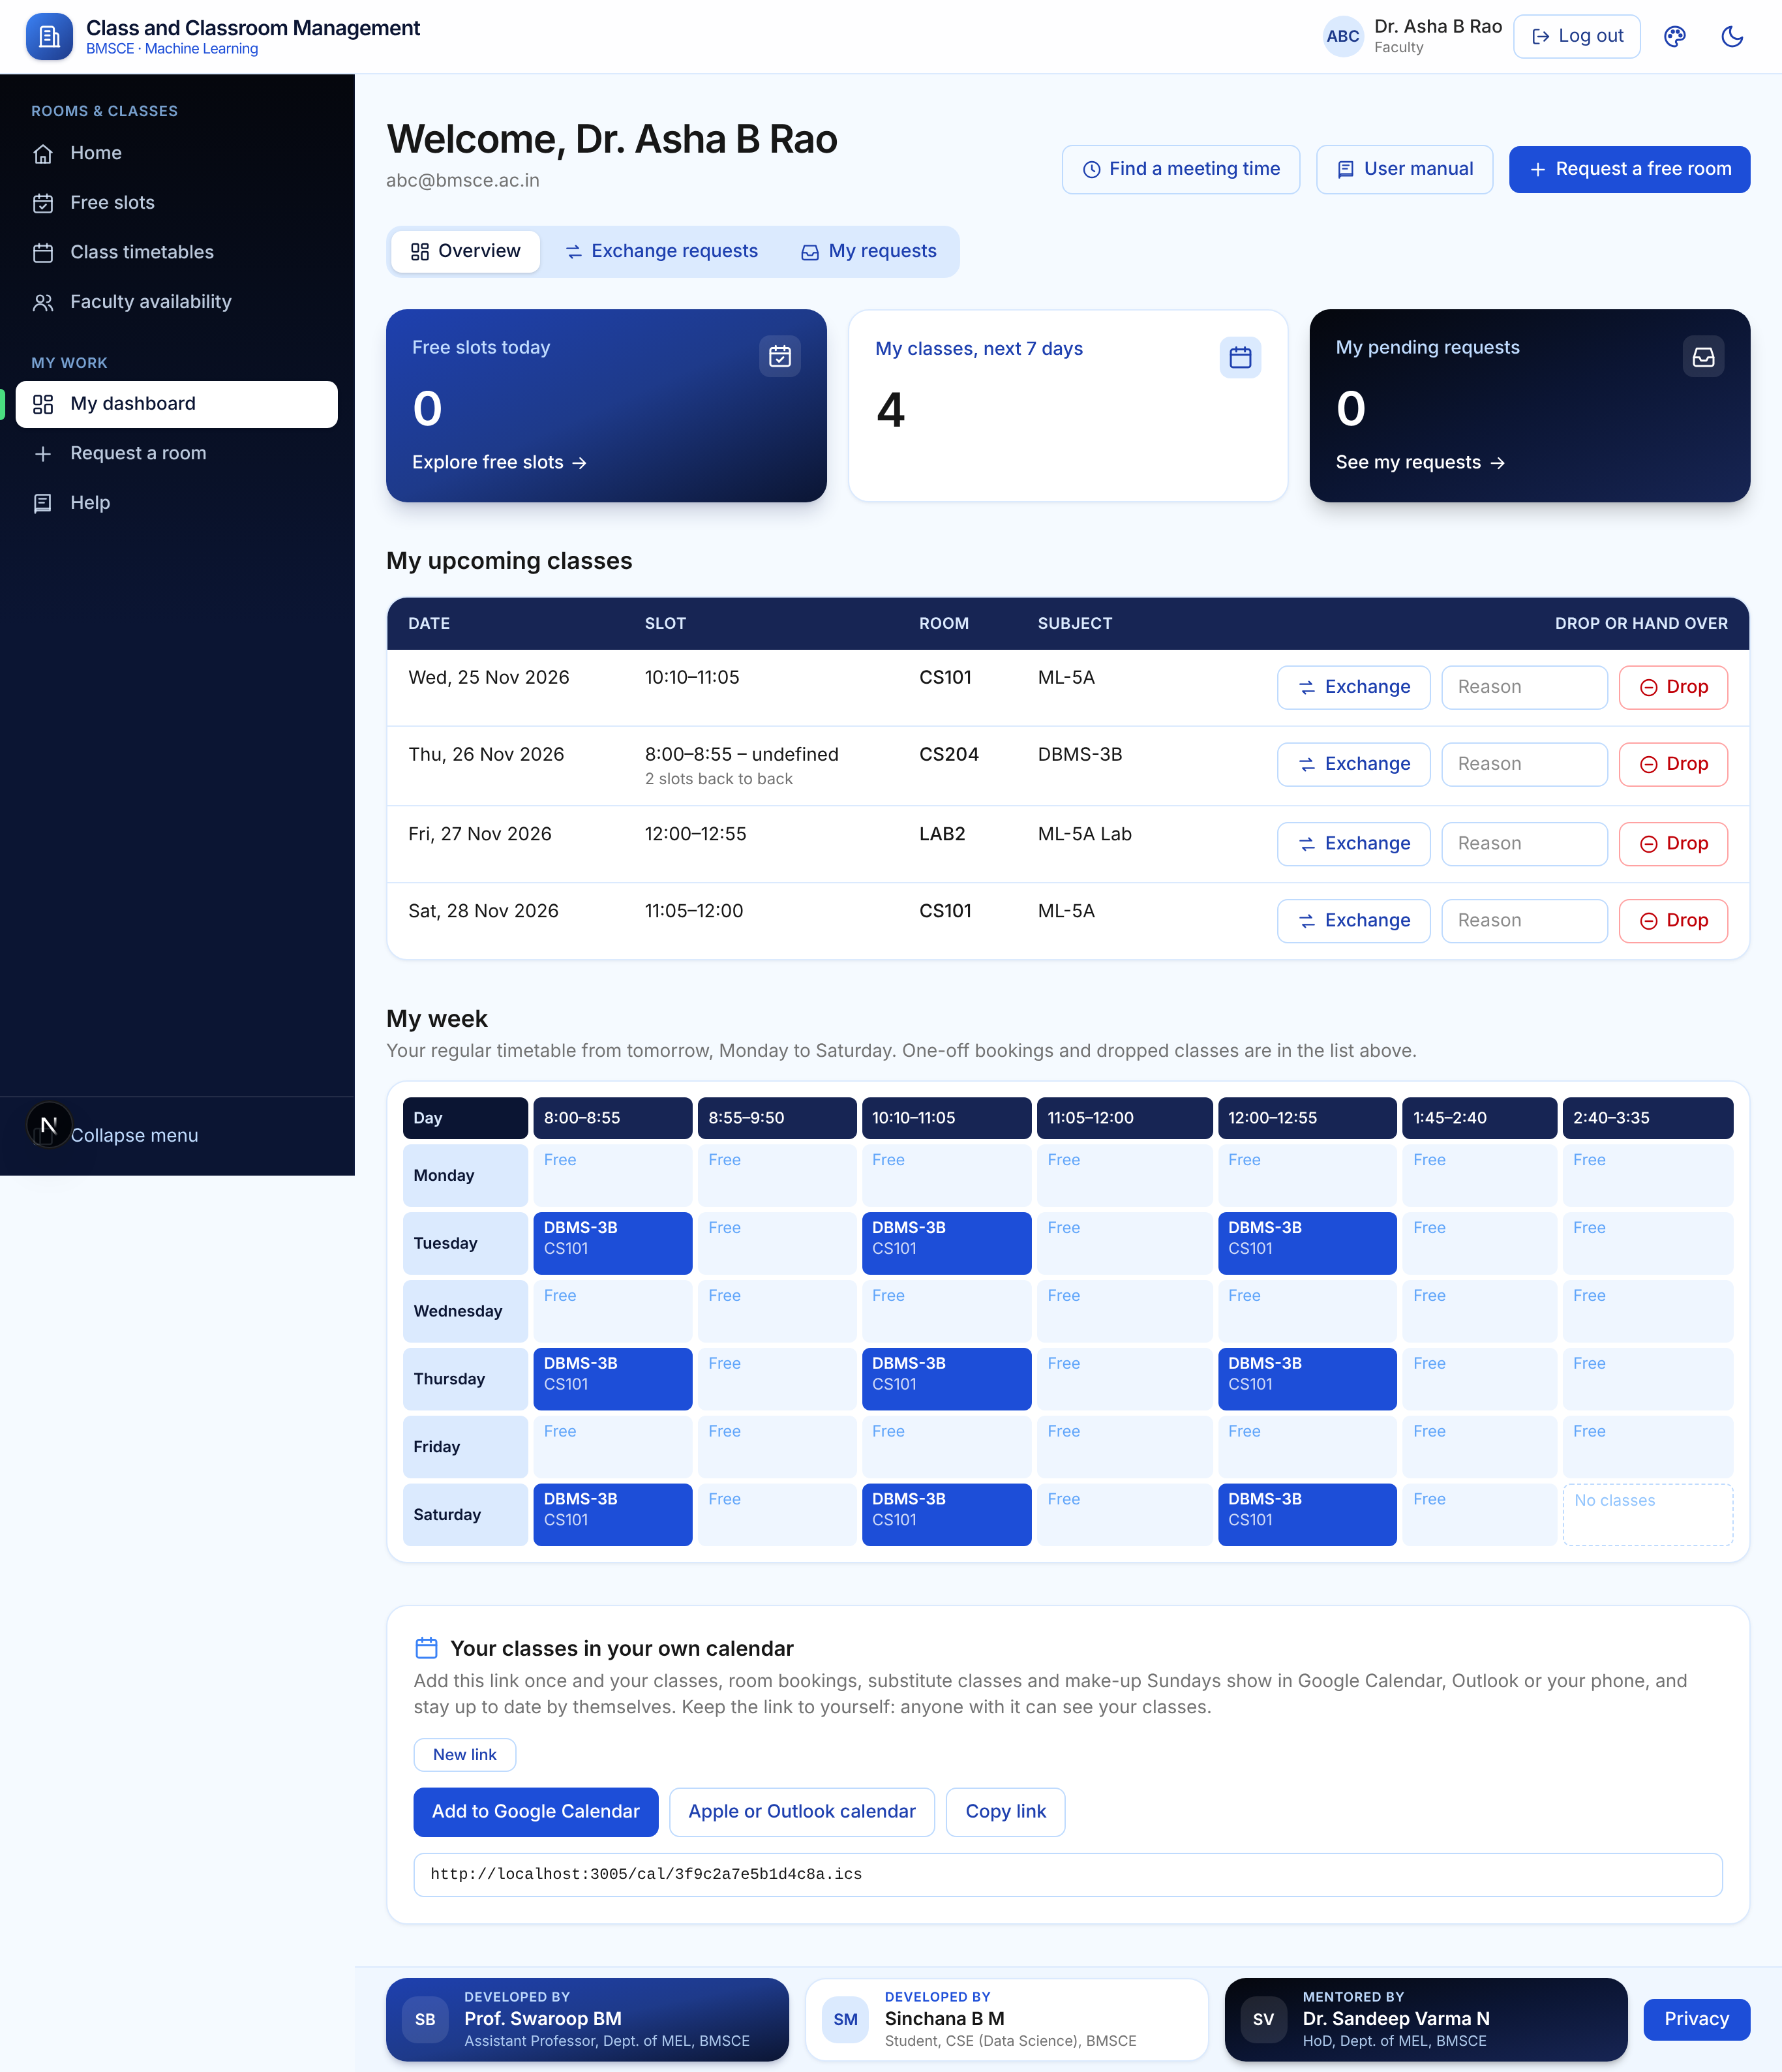 Class and Classroom Management
BMSCE · Machine Learning
ABC
Dr. Asha B Rao
Faculty
Log out
ROOMS & CLASSES
Home
Free slots
Class timetables
Faculty availability
MY WORK
My dashboard
Request a room
Help
N
Collapse menu
Welcome, Dr. Asha B Rao
abc@bmsce.ac.in
Find a meeting time
User manual
Request a free room
Overview
Exchange requests
My requests
Free slots today
0
Explore free slots →
My classes, next 7 days
4
My pending requests
0
See my requests →
My upcoming classes
DATE SLOT ROOM SUBJECT DROP OR HAND OVER
Wed, 25 Nov 2026 10:10–11:05 CS101 ML-5A Exchange Reason Drop
Thu, 26 Nov 2026 8:00–8:55 – undefined CS204 DBMS-3B Exchange Reason Drop
2 slots back to back
Fri, 27 Nov 2026 12:00–12:55 LAB2 ML-5A Lab Exchange Reason Drop
Sat, 28 Nov 2026 11:05–12:00 CS101 ML-5A Exchange Reason Drop
My week
Your regular timetable from tomorrow, Monday to Saturday. One-off bookings and dropped classes are in the list above.
Day 8:00–8:55 8:55–9:50 10:10–11:05 11:05–12:00 12:00–12:55 1:45–2:40 2:40–3:35
Monday Free Free Free Free Free Free Free
Tuesday DBMS-3B Free DBMS-3B Free DBMS-3B Free Free
CS101 CS101 CS101
Wednesday Free Free Free Free Free Free Free
Thursday DBMS-3B Free DBMS-3B Free DBMS-3B Free Free
CS101 CS101 CS101
Friday Free Free Free Free Free Free Free
Saturday DBMS-3B Free DBMS-3B Free DBMS-3B Free No classes
CS101 CS101 CS101
Your classes in your own calendar
Add this link once and your classes, room bookings, substitute classes and make-up Sundays show in Google Calendar, Outlook or your phone, and
stay up to date by themselves. Keep the link to yourself: anyone with it can see your classes.
New link
Add to Google Calendar
Apple or Outlook calendar
Copy link
http://localhost:3005/cal/3f9c2a7e5b1d4c8a.ics
SB
DEVELOPED BY
Prof. Swaroop BM
Assistant Professor, Dept. of MEL, BMSCE
SM
DEVELOPED BY
Sinchana B M
Student, CSE (Data Science), BMSCE
SV
MENTORED BY
Dr. Sandeep Varma N
HoD, Dept. of MEL, BMSCE
Privacy